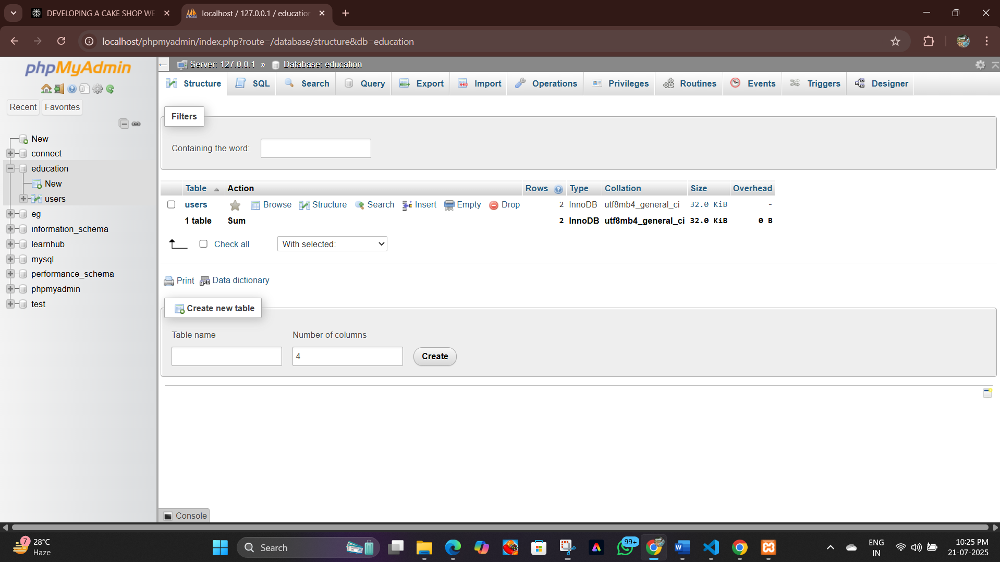 DEVELOPING A CAKE SHOP WE
localhost / 127.0.0.1 / education
localhost/phpmyadmin/index.php?route=/database/structure&db=education
phpMyAdmin
Recent
Favorites
New
connect
education
New
users
eg
information_schema
learnhub
mysql
performance_schema
phpmyadmin
test
Server: 127.0.0.1 » Database: education
Structure SQL Search Query Export Import Operations Privileges Routines Events Triggers Designer
Filters
Containing the word:
Table Action Rows Type Collation Size Overhead
users Browse Structure Search Insert Empty Drop 2 InnoDB utf8mb4_general_ci 32.0 KiB -
1 table Sum 2 InnoDB utf8mb4_general_ci 32.0 KiB 0 B
Check all With selected:
Print Data dictionary
Create new table
Table name Number of columns
4 Create
Console
7 28°C
Haze
Search
99+
ENG
IN
10:25 PM
21-07-2025